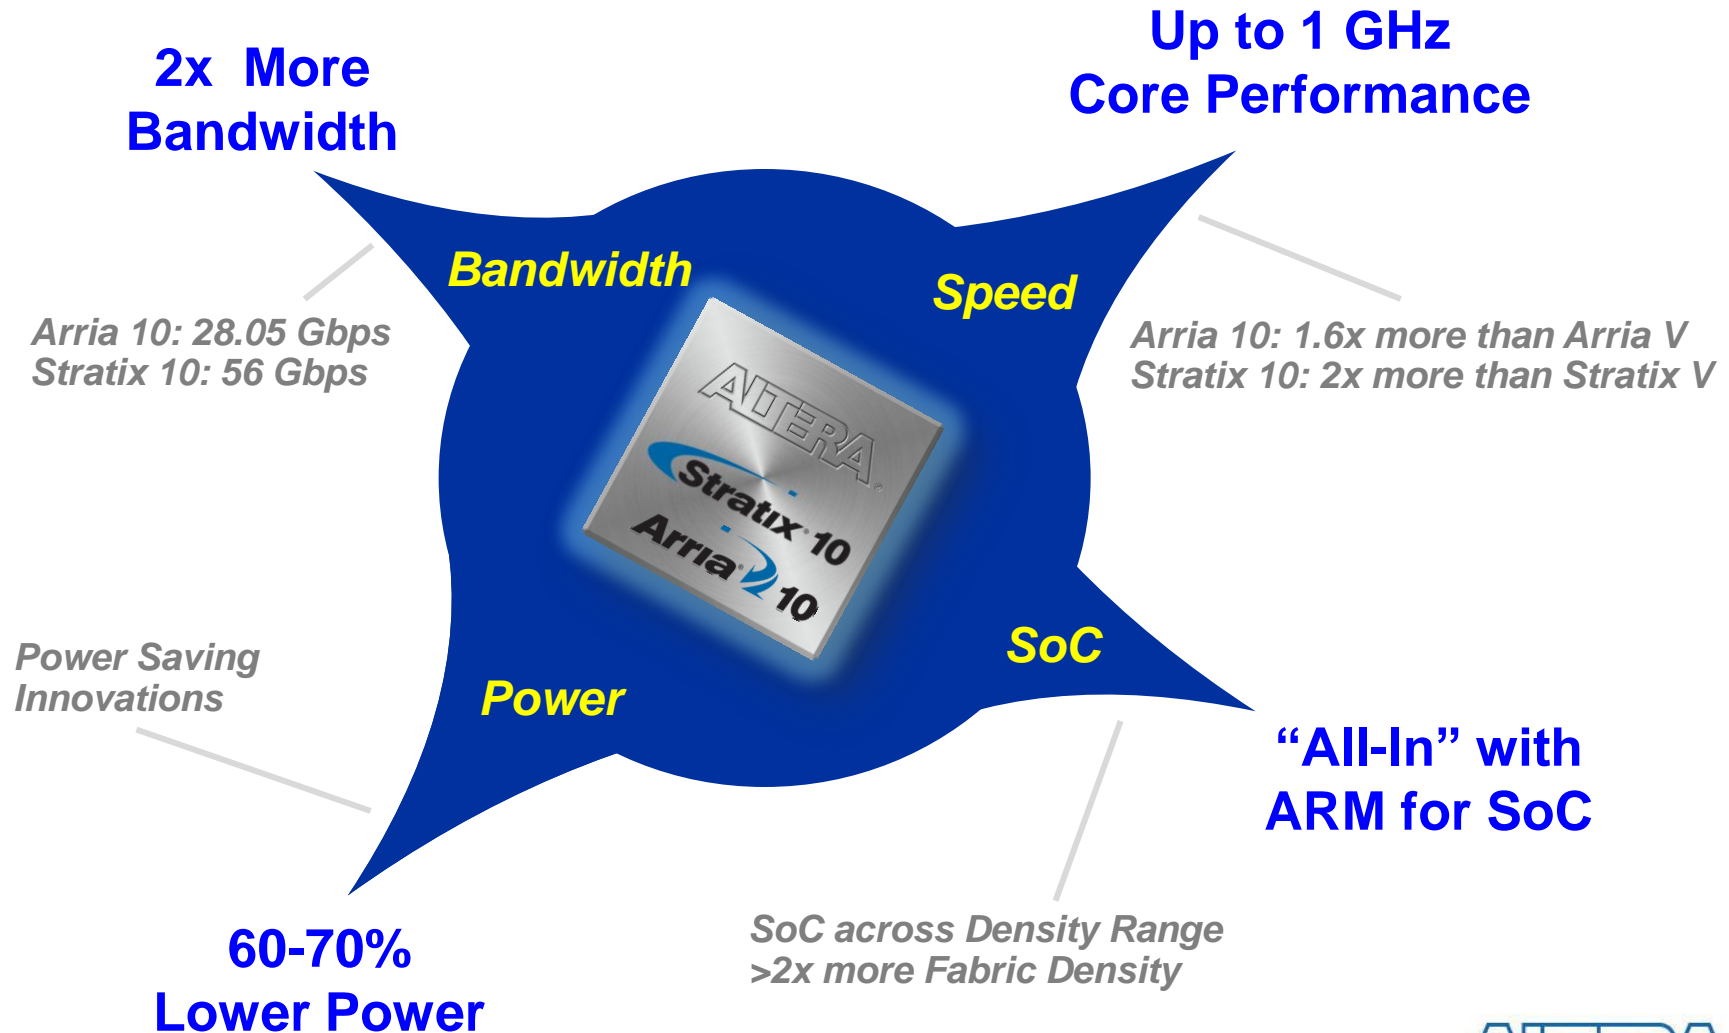 2x  More
Bandwidth
Up to 1 GHz
Core Performance
Bandwidth
Speed
Arria 10: 28.05 Gbps
Stratix 10: 56 Gbps
Arria 10: 1.6x more than Arria V
Stratix 10: 2x more than Stratix V
ALTERA®
Stratix® 10
Arria® 10
Power Saving
Innovations
Power
SoC
“All-In” with
ARM for SoC
60-70%
Lower Power
SoC across Density Range
>2x more Fabric Density
ALTERA